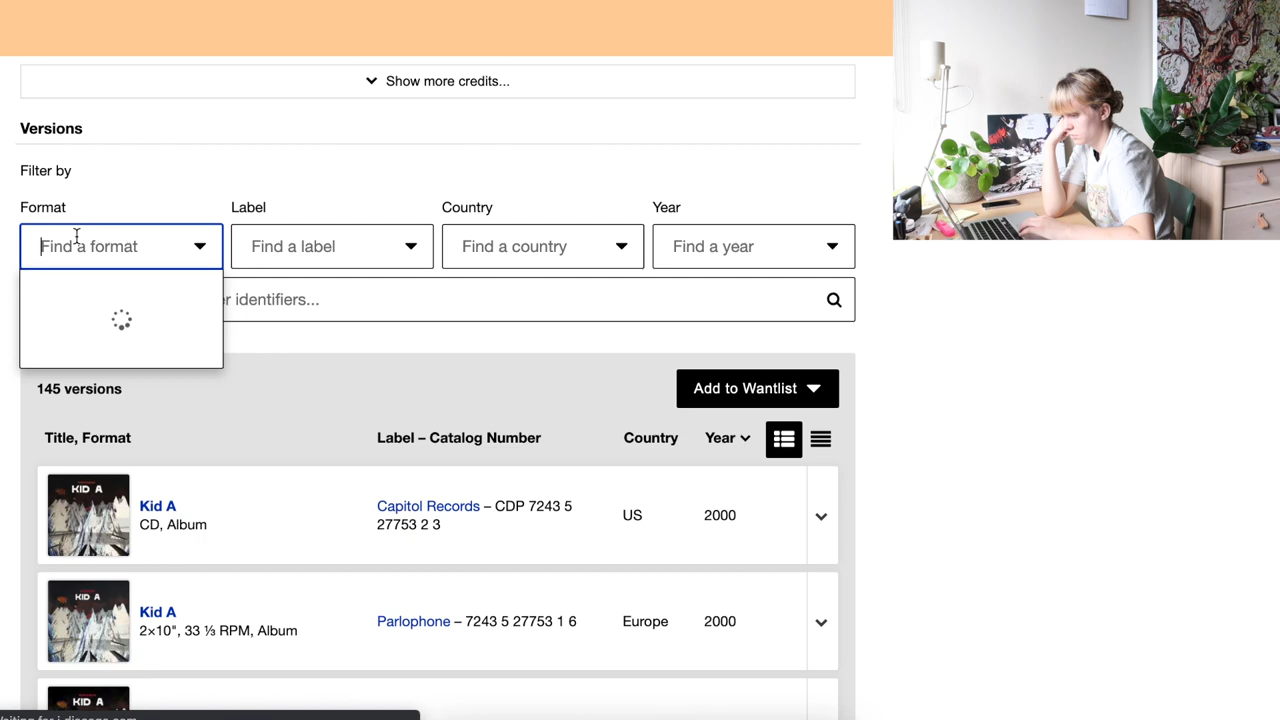 Show more credits...
Versions
Filter by
Format Label Country Year
Find a format Find a label Find a country Find a year
r identifiers...
145 versions Add to Wantlist
Title, Format Label – Catalog Number Country Year
KID A
Kid A
CD, Album
Capitol Records – CDP 7243 5
27753 2 3
US 2000
KID A
Kid A
2×10", 33 ⅓ RPM, Album
Parlophone – 7243 5 27753 1 6 Europe 2000
KID A